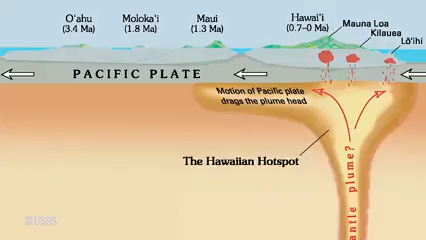 O'ahu
(3.4 Ma)
Moloka'i
(1.8 Ma)
Maui
(1.3 Ma)
Hawai'i
(0.7–0 Ma)
Mauna Loa
Kilauea
Lō'ihi
PACIFIC PLATE
Motion of Pacific plate
drags the plume head
The Hawaiian Hotspot
antle plume?
USGS